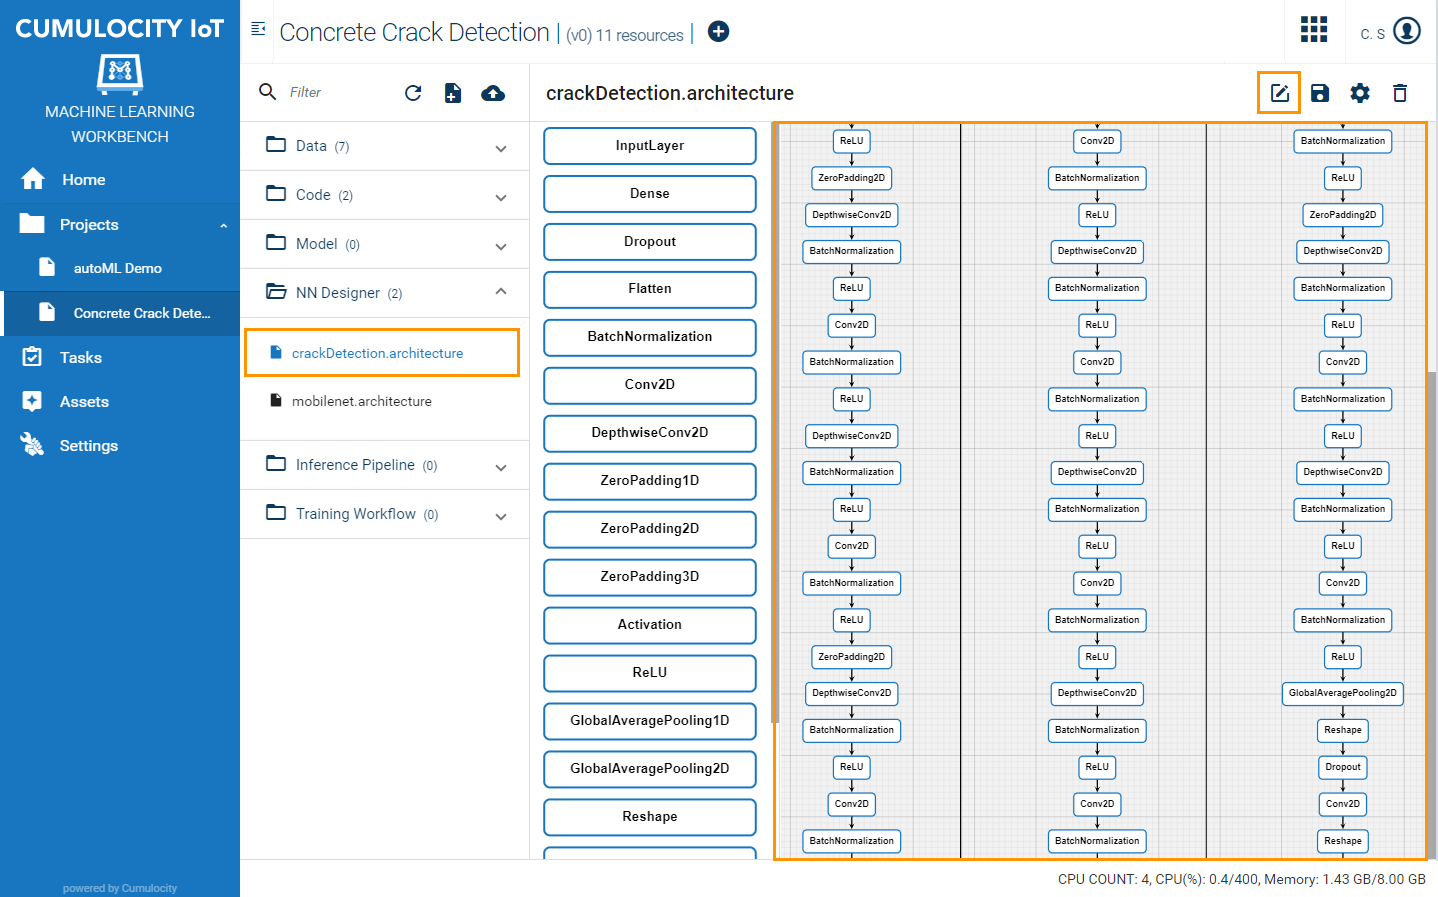 CUMULOCITY IoT
MACHINE LEARNING
WORKBENCH
Home
Projects
autoML Demo
Concrete Crack Dete...
Tasks
Assets
Settings
powered by Cumulocity
Concrete Crack Detection | (v0) 11 resources |
C. S
Filter
Data (7)
Code (2)
Model (0)
NN Designer (2)
crackDetection.architecture
mobilenet.architecture
Inference Pipeline (0)
Training Workflow (0)
crackDetection.architecture
InputLayer
Dense
Dropout
Flatten
BatchNormalization
Conv2D
DepthwiseConv2D
ZeroPadding1D
ZeroPadding2D
ZeroPadding3D
Activation
ReLU
GlobalAveragePooling1D
GlobalAveragePooling2D
Reshape
ReLU
ZeroPadding2D
DepthwiseConv2D
BatchNormalization
ReLU
Conv2D
BatchNormalization
ReLU
DepthwiseConv2D
BatchNormalization
ReLU
Conv2D
BatchNormalization
ReLU
ZeroPadding2D
DepthwiseConv2D
BatchNormalization
ReLU
Conv2D
BatchNormalization
Conv2D
BatchNormalization
ReLU
DepthwiseConv2D
BatchNormalization
ReLU
Conv2D
BatchNormalization
ReLU
DepthwiseConv2D
BatchNormalization
ReLU
Conv2D
BatchNormalization
ReLU
DepthwiseConv2D
BatchNormalization
ReLU
Conv2D
BatchNormalization
BatchNormalization
ReLU
ZeroPadding2D
DepthwiseConv2D
BatchNormalization
ReLU
Conv2D
BatchNormalization
ReLU
DepthwiseConv2D
BatchNormalization
ReLU
Conv2D
BatchNormalization
ReLU
GlobalAveragePooling2D
Reshape
Dropout
Conv2D
Reshape
CPU COUNT: 4, CPU(%): 0.4/400, Memory: 1.43 GB/8.00 GB